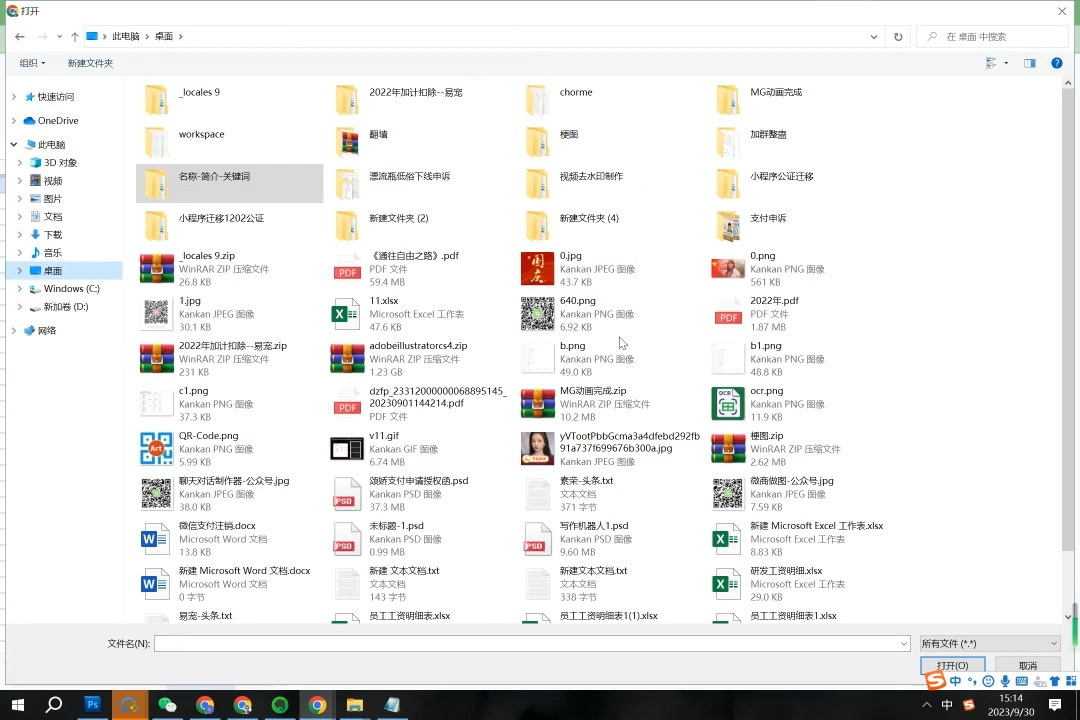 打开
此电脑 桌面
在 桌面 中搜索
组织 新建文件夹
快速访问
OneDrive
此电脑
3D 对象
视频
图片
文档
下载
音乐
桌面
Windows (C:)
新加卷 (D:)
网络
_locales 9
2022年加计扣除--易宠
chorme
MG动画完成
workspace
翻墙
梗图
加群整蛊
名称-简介-关键词
漂流瓶低俗下线申诉
视频去水印制作
小程序公证迁移
小程序迁移1202公证
新建文件夹 (2)
新建文件夹 (4)
支付申诉
_locales 9.zip
WinRAR ZIP 压缩文件
26.8 KB
《通往自由之路》.pdf
PDF 文件
59.4 MB
0.jpg
Kankan JPEG 图像
43.7 KB
0.png
Kankan PNG 图像
561 KB
1.jpg
Kankan JPEG 图像
30.1 KB
11.xlsx
Microsoft Excel 工作表
47.6 KB
640.png
Kankan PNG 图像
6.92 KB
2022年.pdf
PDF 文件
1.87 MB
2022年加计扣除--易宠.zip
WinRAR ZIP 压缩文件
231 KB
adobeillustratorcs4.zip
WinRAR ZIP 压缩文件
1.23 GB
b.png
Kankan PNG 图像
49.0 KB
b1.png
Kankan PNG 图像
48.8 KB
c1.png
Kankan PNG 图像
37.3 KB
dzfp_23312000000068895145_
20230901144214.pdf
PDF 文件
MG动画完成.zip
WinRAR ZIP 压缩文件
10.2 MB
ocr.png
Kankan PNG 图像
11.9 KB
QR-Code.png
Kankan PNG 图像
5.99 KB
v11.gif
Kankan GIF 图像
6.74 MB
yVTootPbbGcma3a4dfebd292fb
91a737f699676b300a.jpg
Kankan JPEG 图像
梗图.zip
WinRAR ZIP 压缩文件
2.62 MB
聊天对话制作器-公众号.jpg
Kankan JPEG 图像
38.0 KB
颂娇支付申请授权函.psd
Kankan PSD 图像
37.3 MB
素荣-头条.txt
文本文档
371 字节
微商做图-公众号.jpg
Kankan JPEG 图像
7.59 KB
微信支付汪销.docx
Microsoft Word 文档
13.8 KB
未标题-1.psd
Kankan PSD 图像
0.99 MB
写作机器人1.psd
Kankan PSD 图像
9.60 MB
新建 Microsoft Excel 工作表.xlsx
Microsoft Excel 工作表
8.83 KB
新建 Microsoft Word 文档.docx
Microsoft Word 文档
0 字节
新建 文本文档.txt
文本文档
143 字节
新建文本文档.txt
文本文档
338 字节
研发工资明细.xlsx
Microsoft Excel 工作表
29.0 KB
易宠-头条.txt
员工工资明细表.xlsx
员工工资明细表1(1).xlsx
员工工资明细表1.xlsx
文件名(N):
所有文件 (*.*)
打开(O)
取消
中
15:14
中
2023/9/30